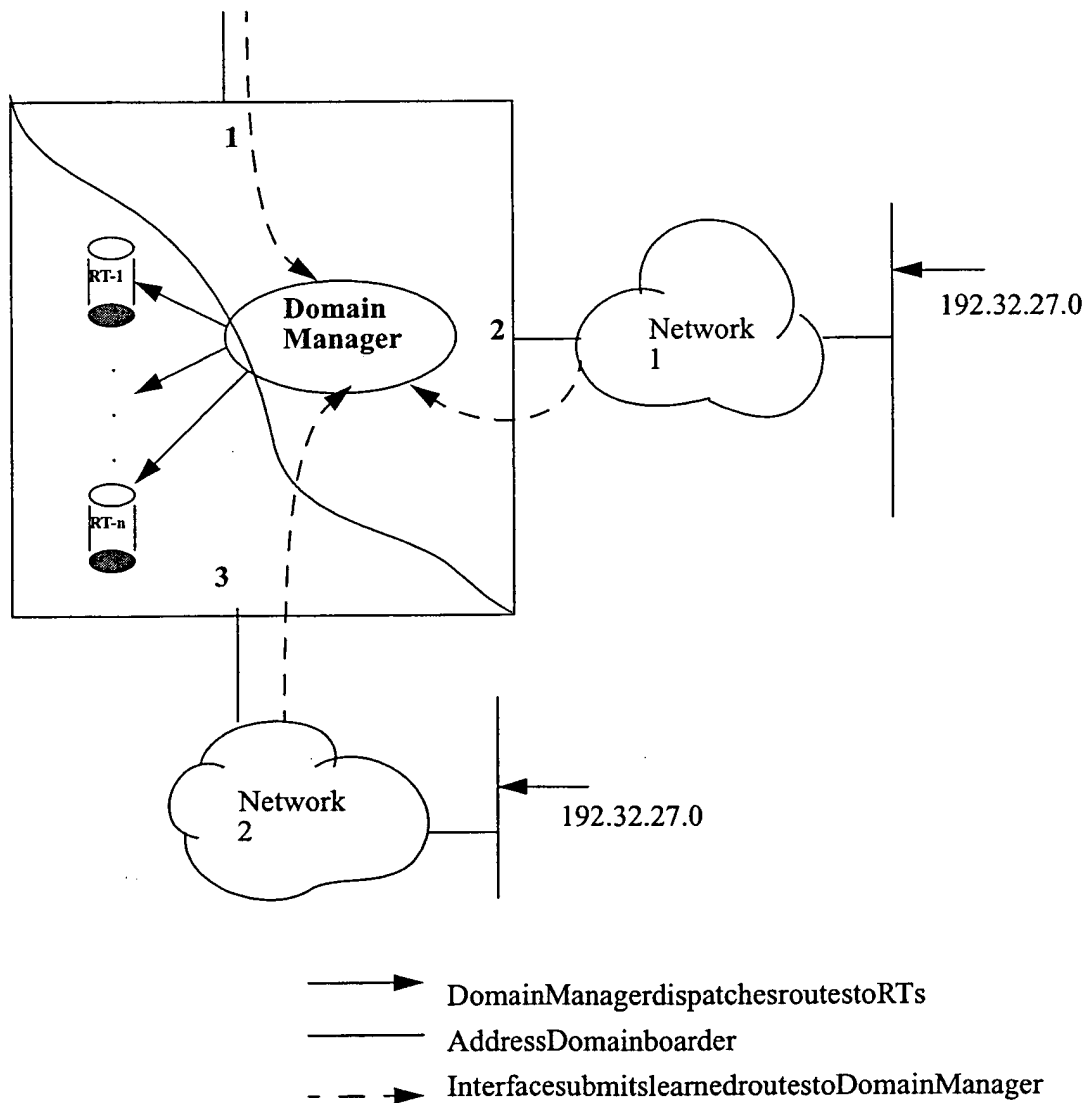 1
RT-1
Domain
Manager
2
Network
1
192.32.27.0
RT-n
3
Network
2
192.32.27.0
DomainManagerdispatchesroutestoRTs
AddressDomainboarder
InterfacesubmitslearnedroutestoDomainManager